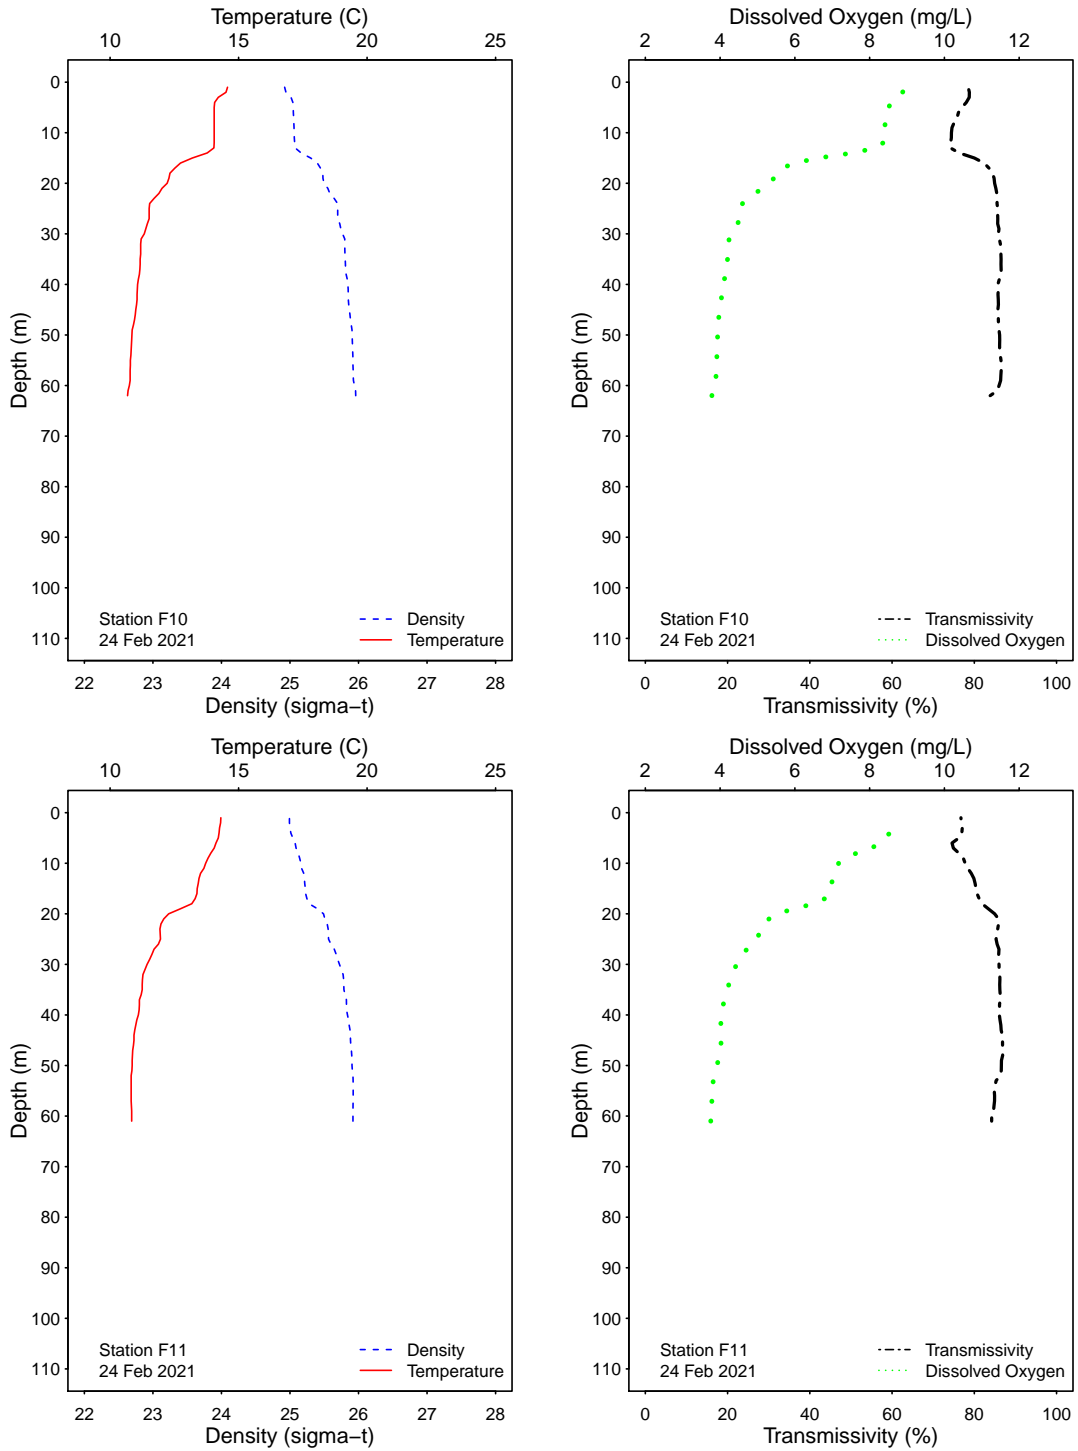 Temperature (C)
10 15 20 25
0
10
20
30
40
50
60
70
80
90
100
110
Depth (m)
Station F10
24 Feb 2021
Density
Temperature
22 23 24 25 26 27 28
Density (sigma−t)
Dissolved Oxygen (mg/L)
2 4 6 8 10 12
0
10
20
30
40
50
60
70
80
90
100
110
Depth (m)
Station F10
24 Feb 2021
Transmissivity
Dissolved Oxygen
0 20 40 60 80 100
Transmissivity (%)
Temperature (C)
10 15 20 25
0
10
20
30
40
50
60
70
80
90
100
110
Depth (m)
Station F11
24 Feb 2021
Density
Temperature
22 23 24 25 26 27 28
Density (sigma−t)
Dissolved Oxygen (mg/L)
2 4 6 8 10 12
0
10
20
30
40
50
60
70
80
90
100
110
Depth (m)
Station F11
24 Feb 2021
Transmissivity
Dissolved Oxygen
0 20 40 60 80 100
Transmissivity (%)